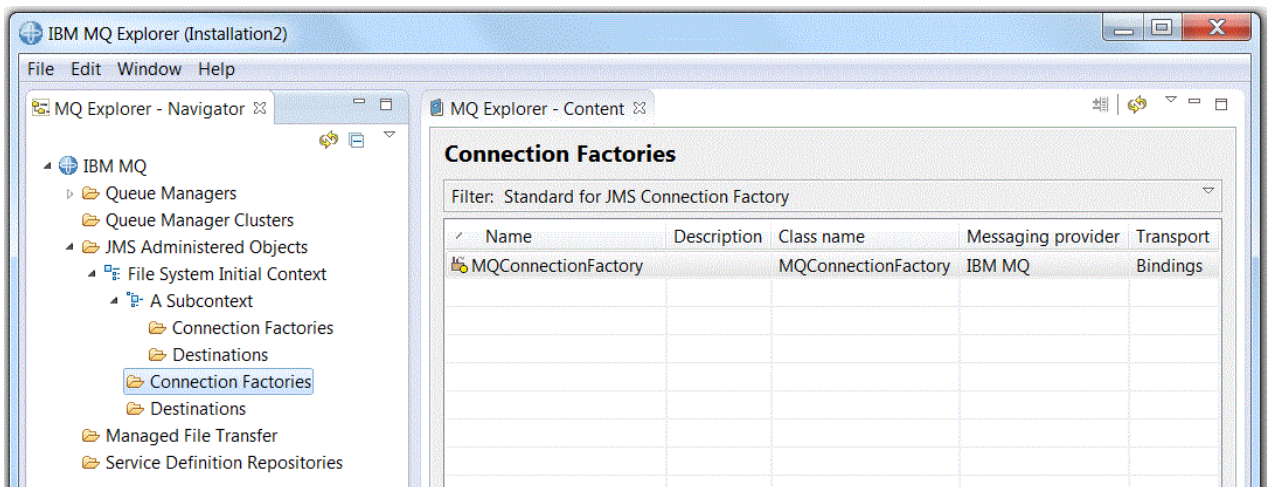 IBM MQ Explorer (Installation2)
File Edit Window Help
MQ Explorer - Navigator
IBM MQ
Queue Managers
Queue Manager Clusters
JMS Administered Objects
File System Initial Context
A Subcontext
Connection Factories
Destinations
Connection Factories
Destinations
Managed File Transfer
Service Definition Repositories
MQ Explorer - Content
Connection Factories
Filter: Standard for JMS Connection Factory
Name Description Class name Messaging provider Transport
MQConnectionFactory MQConnectionFactory IBM MQ Bindings